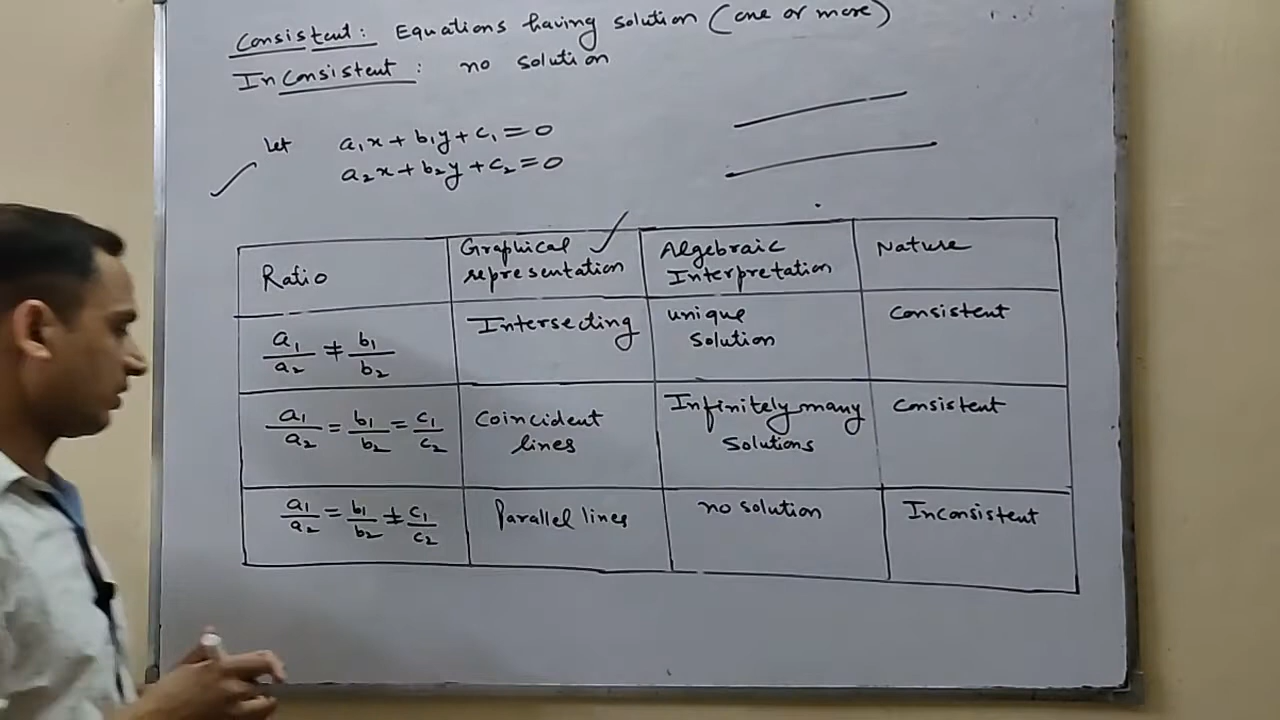 Consistent: Equations having solution (one or more)
Inconsistent: no solution
Let a₁x + b₁y + c₁ = 0
a₂x + b₂y + c₂ = 0
Ratio
Graphical representation
Algebraic Interpretation
Nature
a₁/a₂ ≠ b₁/b₂
Intersecting
unique solution
Consistent
a₁/a₂ = b₁/b₂ = c₁/c₂
Coincident lines
Infinitely many solutions
Consistent
a₁/a₂ = b₁/b₂ ≠ c₁/c₂
Parallel lines
no solution
Inconsistent